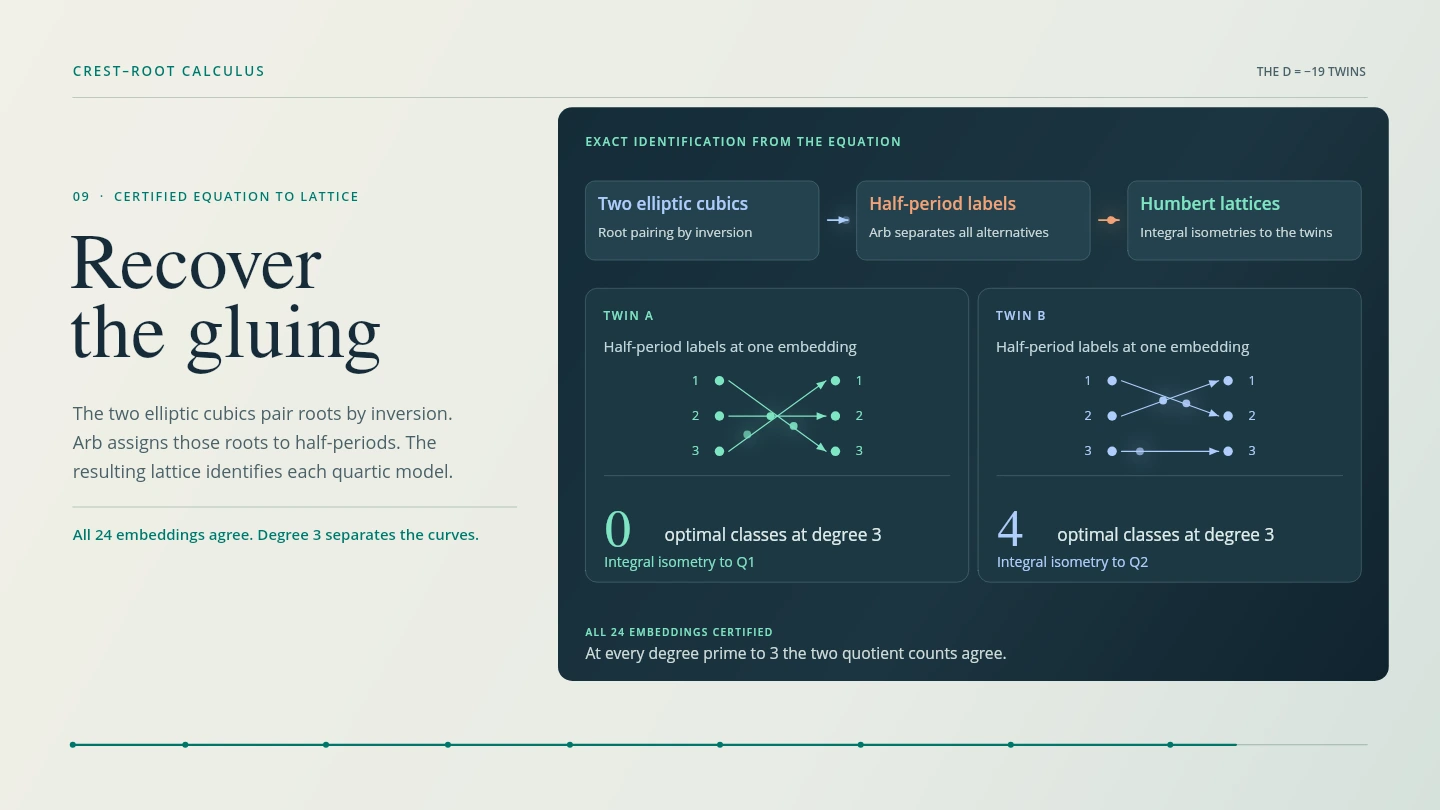 CREST–ROOT CALCULUS
THE D = −19 TWINS
09 · CERTIFIED EQUATION TO LATTICE
Recover
the gluing
The two elliptic cubics pair roots by inversion.
Arb assigns those roots to half-periods. The
resulting lattice identifies each quartic model.
All 24 embeddings agree. Degree 3 separates the curves.
EXACT IDENTIFICATION FROM THE EQUATION
Two elliptic cubics
Root pairing by inversion
Half-period labels
Arb separates all alternatives
Humbert lattices
Integral isometries to the twins
TWIN A
Half-period labels at one embedding
1 1
2 2
3 3
0 optimal classes at degree 3
Integral isometry to Q1
TWIN B
Half-period labels at one embedding
1 1
2 2
3 3
4 optimal classes at degree 3
Integral isometry to Q2
ALL 24 EMBEDDINGS CERTIFIED
At every degree prime to 3 the two quotient counts agree.